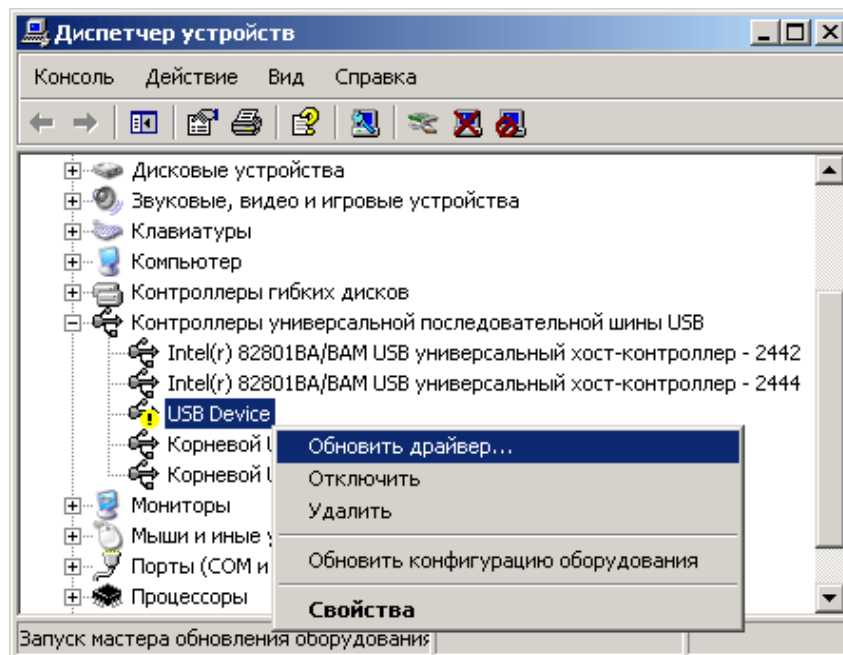 Диспетчер устройств
Консоль Действие Вид Справка
Дисковые устройства
Звуковые, видео и игровые устройства
Клавиатуры
Компьютер
Контроллеры гибких дисков
Контроллеры универсальной последовательной шины USB
Intel(r) 82801BA/BAM USB универсальный хост-контроллер - 2442
Intel(r) 82801BA/BAM USB универсальный хост-контроллер - 2444
USB Device
Корневой
Корневой
Мониторы
Мыши и иные
Порты (COM и
Процессоры
Обновить драйвер...
Отключить
Удалить
Обновить конфигурацию оборудования
Свойства
Запуск мастера обновления оборудования